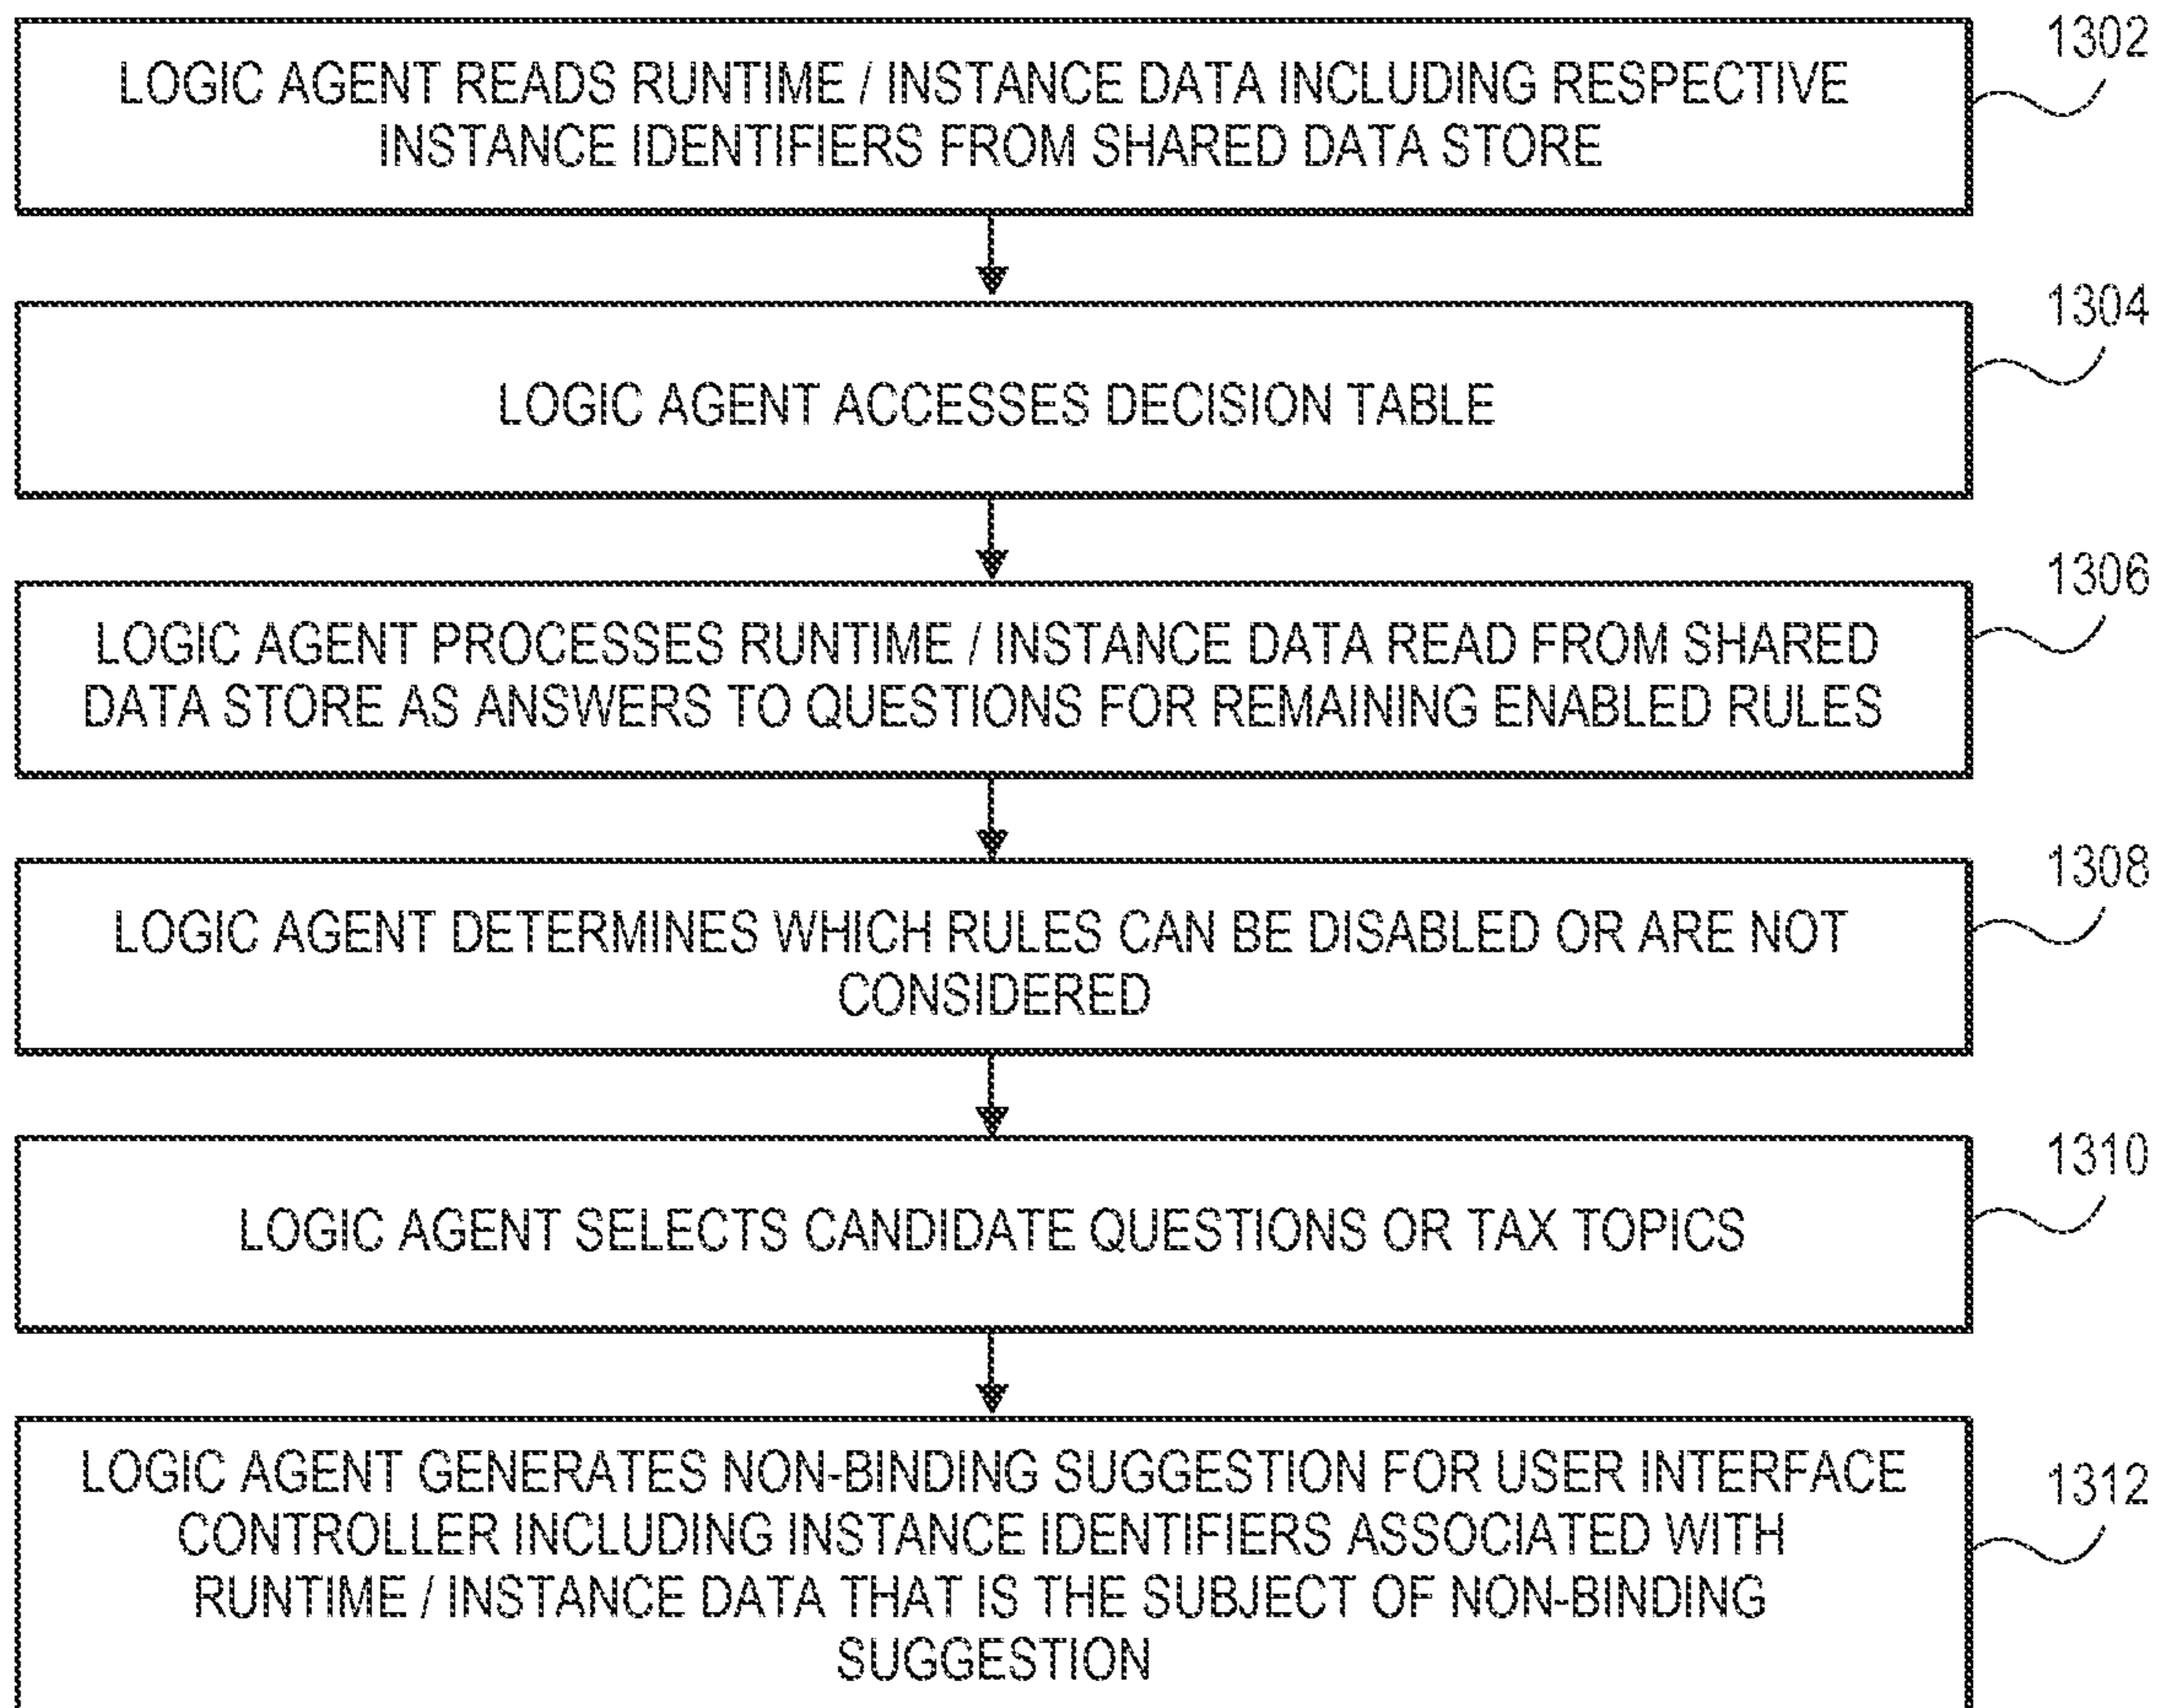 1302
LOGIC AGENT READS RUNTIME / INSTANCE DATA INCLUDING RESPECTIVE
INSTANCE IDENTIFIERS FROM SHARED DATA STORE
1304
LOGIC AGENT ACCESSES DECISION TABLE
1306
LOGIC AGENT PROCESSES RUNTIME / INSTANCE DATA READ FROM SHARED
DATA STORE AS ANSWERS TO QUESTIONS FOR REMAINING ENABLED RULES
1308
LOGIC AGENT DETERMINES WHICH RULES CAN BE DISABLED OR ARE NOT
CONSIDERED
1310
LOGIC AGENT SELECTS CANDIDATE QUESTIONS OR TAX TOPICS
1312
LOGIC AGENT GENERATES NON-BINDING SUGGESTION FOR USER INTERFACE
CONTROLLER INCLUDING INSTANCE IDENTIFIERS ASSOCIATED WITH
RUNTIME / INSTANCE DATA THAT IS THE SUBJECT OF NON-BINDING
SUGGESTION